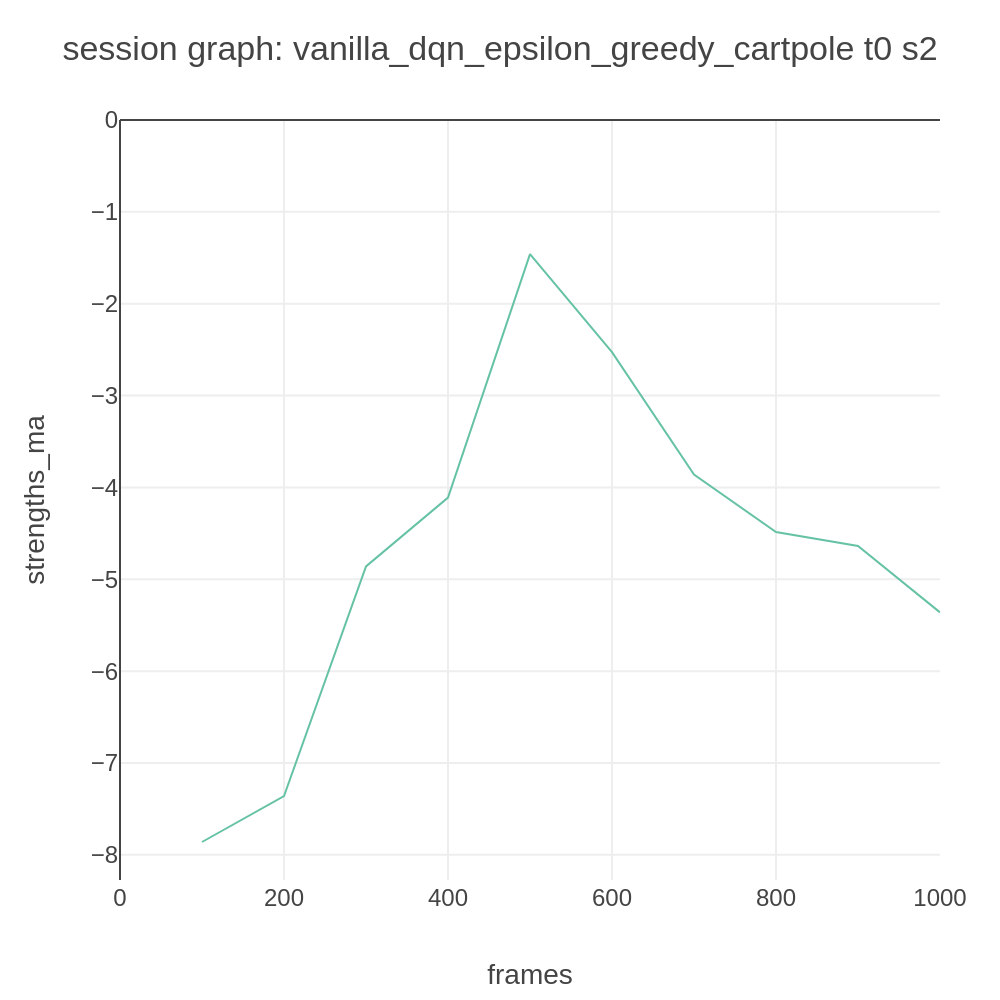 session graph: vanilla_dqn_epsilon_greedy_cartpole t0 s2
0
−1
−2
−3
−4
−5
−6
−7
−8
strengths_ma
0 200 400 600 800 1000
frames